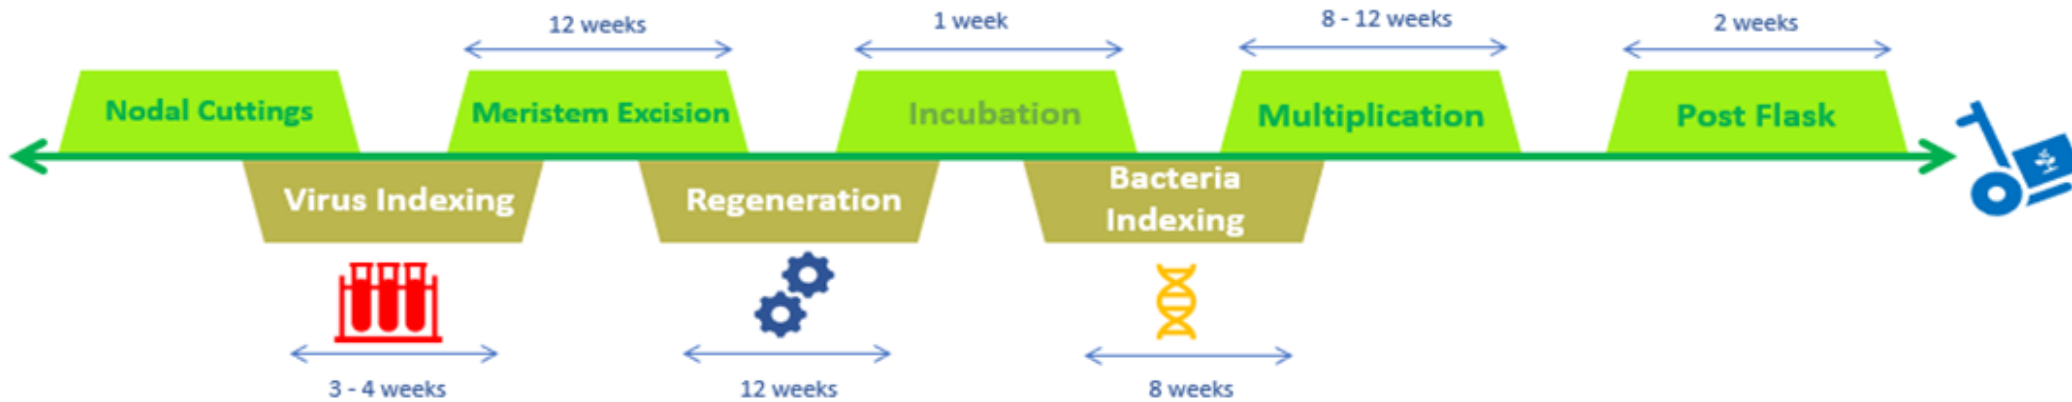 12 weeks
1 week
8 - 12 weeks
2 weeks
Nodal Cuttings
Meristem Excision
Incubation
Multiplication
Post Flask
Virus Indexing
Regeneration
Bacteria
Indexing
3 - 4 weeks
12 weeks
8 weeks